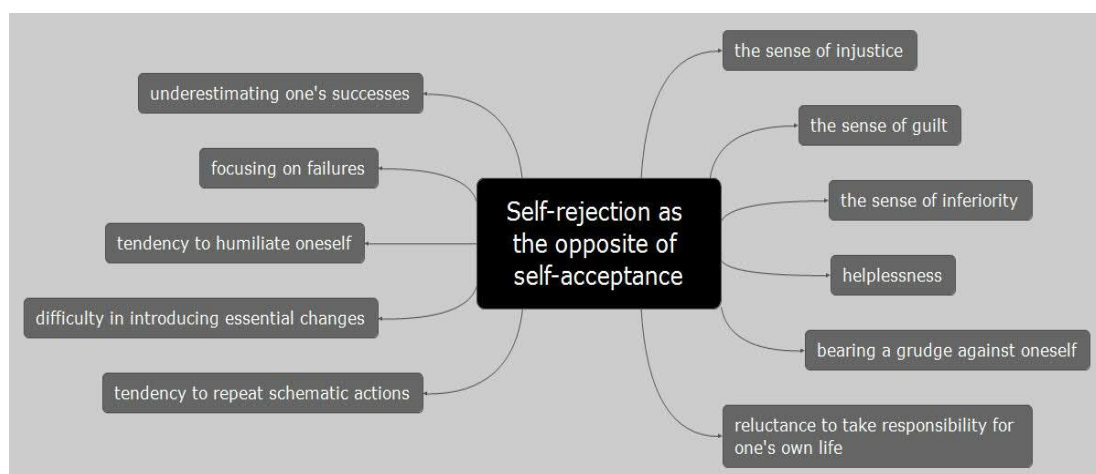 Self-rejection as
the opposite of
self-acceptance
the sense of injustice
the sense of guilt
the sense of inferiority
helplessness
bearing a grudge against oneself
reluctance to take responsibility for
one's own life
underestimating one's successes
focusing on failures
tendency to humiliate oneself
difficulty in introducing essential changes
tendency to repeat schematic actions